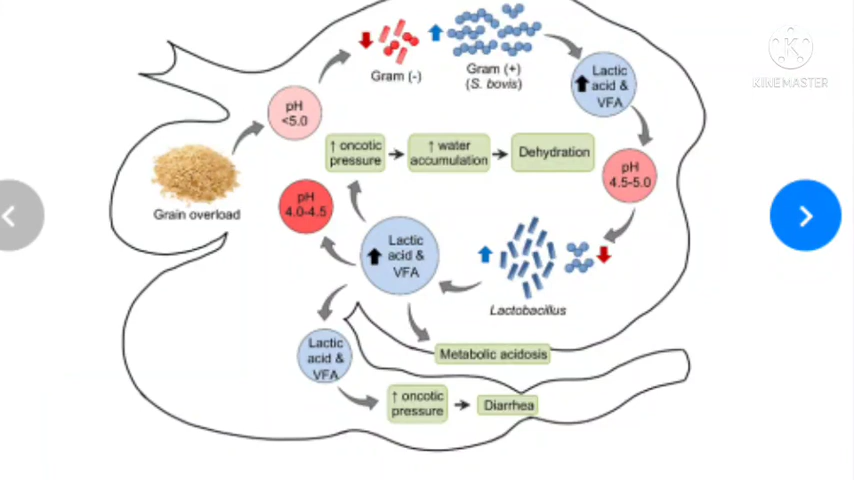 Gram (-)
Gram (+)
(S. bovis)
Lactic
acid &
VFA
KINEMASTER
pH
<5.0
↑ oncotic
pressure
↑ water
accumulation
Dehydration
pH
4.5-5.0
Grain overload
pH
4.0-4.5
Lactic
acid &
VFA
Lactobacillus
Lactic
acid &
VFA
Metabolic acidosis
↑ oncotic
pressure
Diarrhea